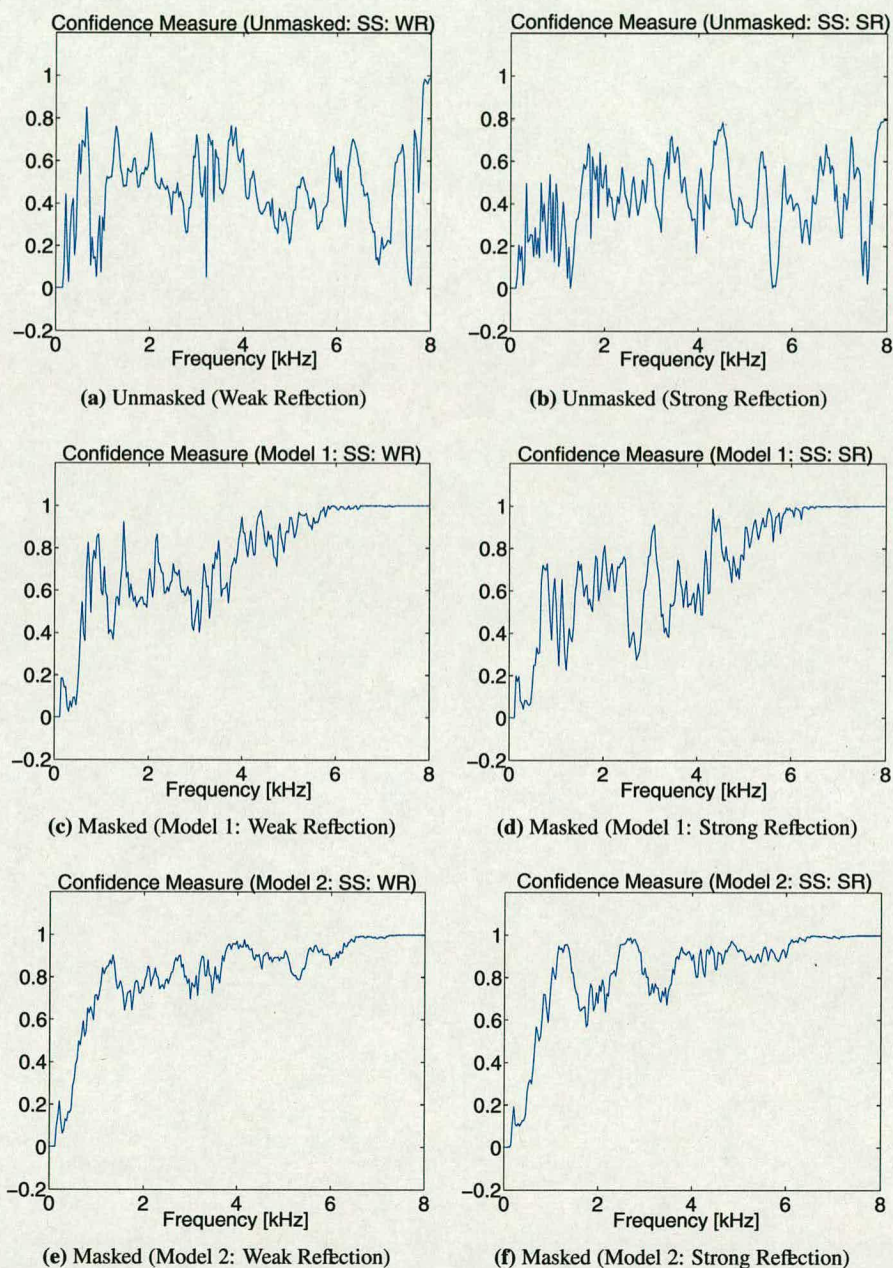 Confidence Measure (Unmasked: SS: WR)
1
0.8
0.6
0.4
0.2
0
−0.2
0 2 4 6 8
Frequency [kHz]
(a) Unmasked (Weak Reflection)
Confidence Measure (Unmasked: SS: SR)
1
0.8
0.6
0.4
0.2
0
−0.2
0 2 4 6 8
Frequency [kHz]
(b) Unmasked (Strong Reflection)
Confidence Measure (Model 1: SS: WR)
1
0.8
0.6
0.4
0.2
0
−0.2
0 2 4 6 8
Frequency [kHz]
(c) Masked (Model 1: Weak Reflection)
Confidence Measure (Model 1: SS: SR)
1
0.8
0.6
0.4
0.2
0
−0.2
0 2 4 6 8
Frequency [kHz]
(d) Masked (Model 1: Strong Reflection)
Confidence Measure (Model 2: SS: WR)
1
0.8
0.6
0.4
0.2
0
−0.2
0 2 4 6 8
Frequency [kHz]
(e) Masked (Model 2: Weak Reflection)
Confidence Measure (Model 2: SS: SR)
1
0.8
0.6
0.4
0.2
0
−0.2
0 2 4 6 8
Frequency [kHz]
(f) Masked (Model 2: Strong Reflection)